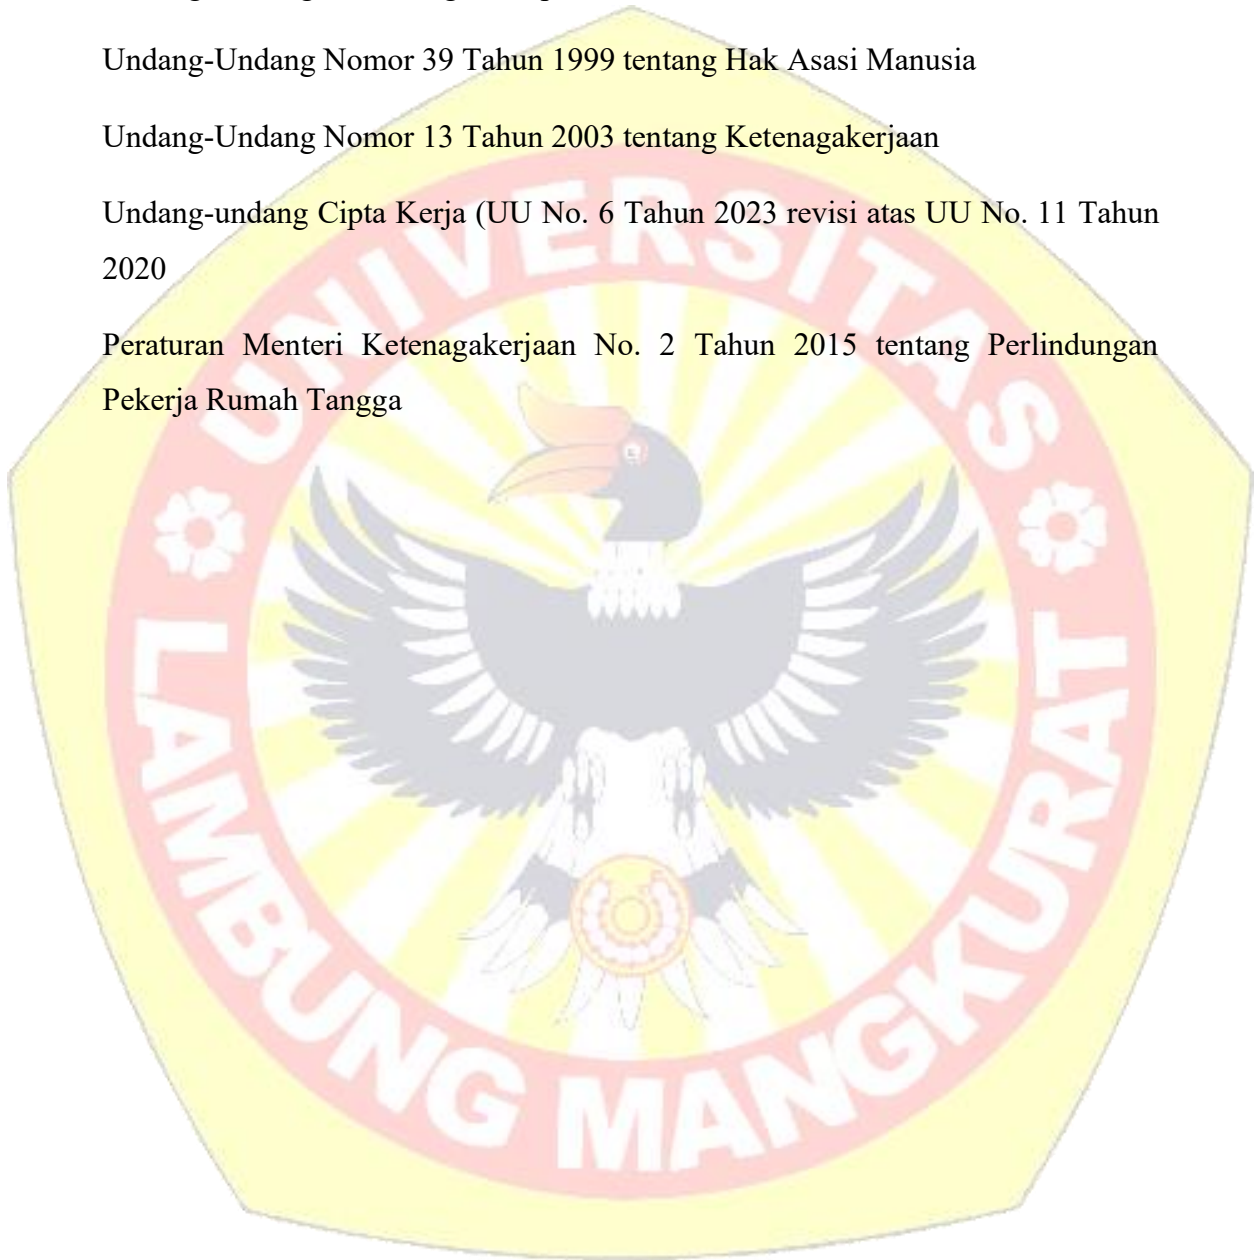 Undang-Undang Nomor 39 Tahun 1999 tentang Hak Asasi Manusia
Undang-Undang Nomor 13 Tahun 2003 tentang Ketenagakerjaan
Undang-undang Cipta Kerja (UU No. 6 Tahun 2023 revisi atas UU No. 11 Tahun
2020
Peraturan Menteri Ketenagakerjaan No. 2 Tahun 2015 tentang Perlindungan
Pekerja Rumah Tangga
UNIVERSITAS
LAMBUNG MANGKURAT